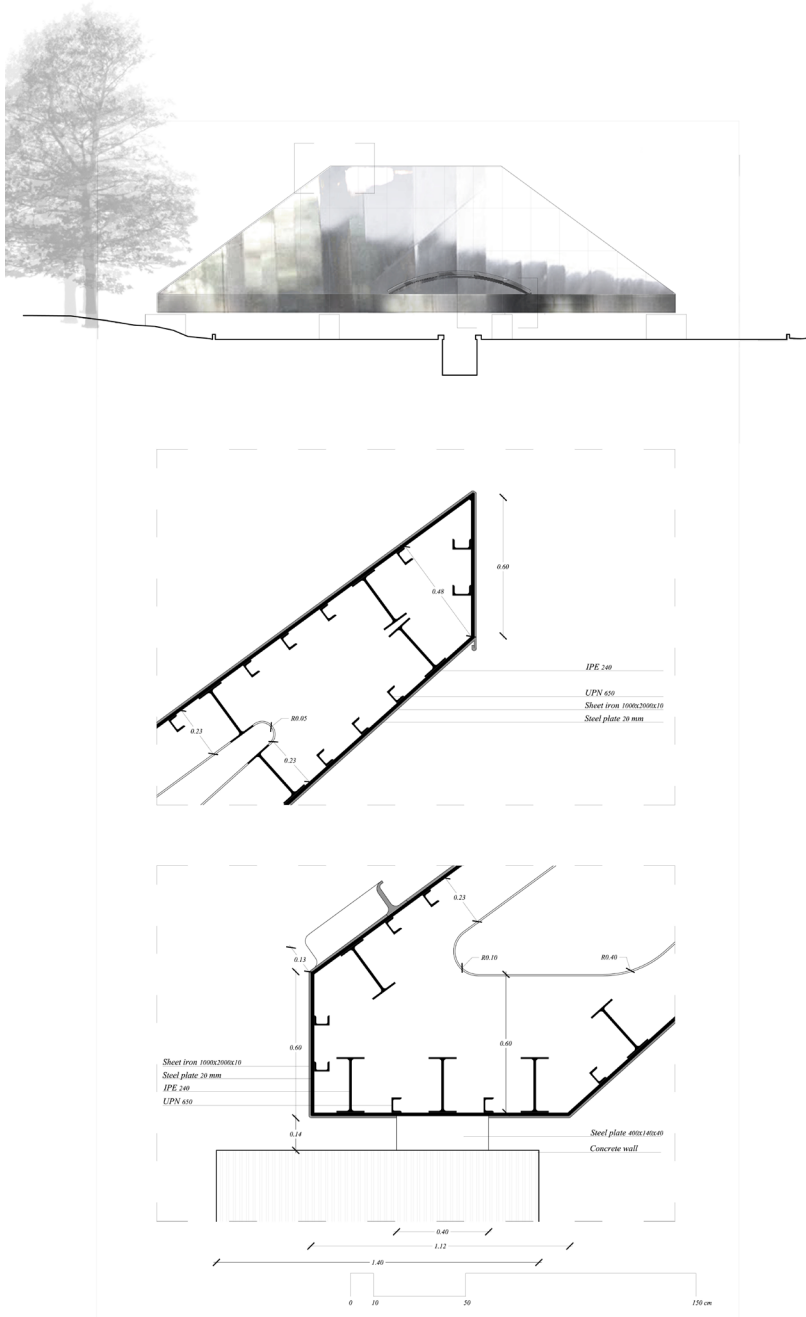 0.60
0.48
IPE 240
UPN 650
Sheet iron 1000x2000x10
R0.05
Steel plate 20 mm
0.23
0.23
0.23
R0.10
R0.40
0.13
0.60
0.60
Sheet iron 1000x2000x10
Steel plate 20 mm
IPE 240
UPN 650
0.14
Steel plate 400x140x40
Concrete wall
0.40
1.12
1.40
0 10 50 150 cm